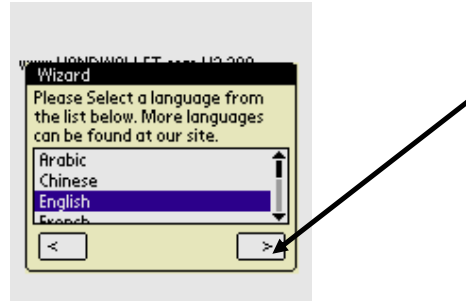 Wizard
Please Select a language from
the list below. More languages
can be found at our site.
Arabic
Chinese
English
French
<
>